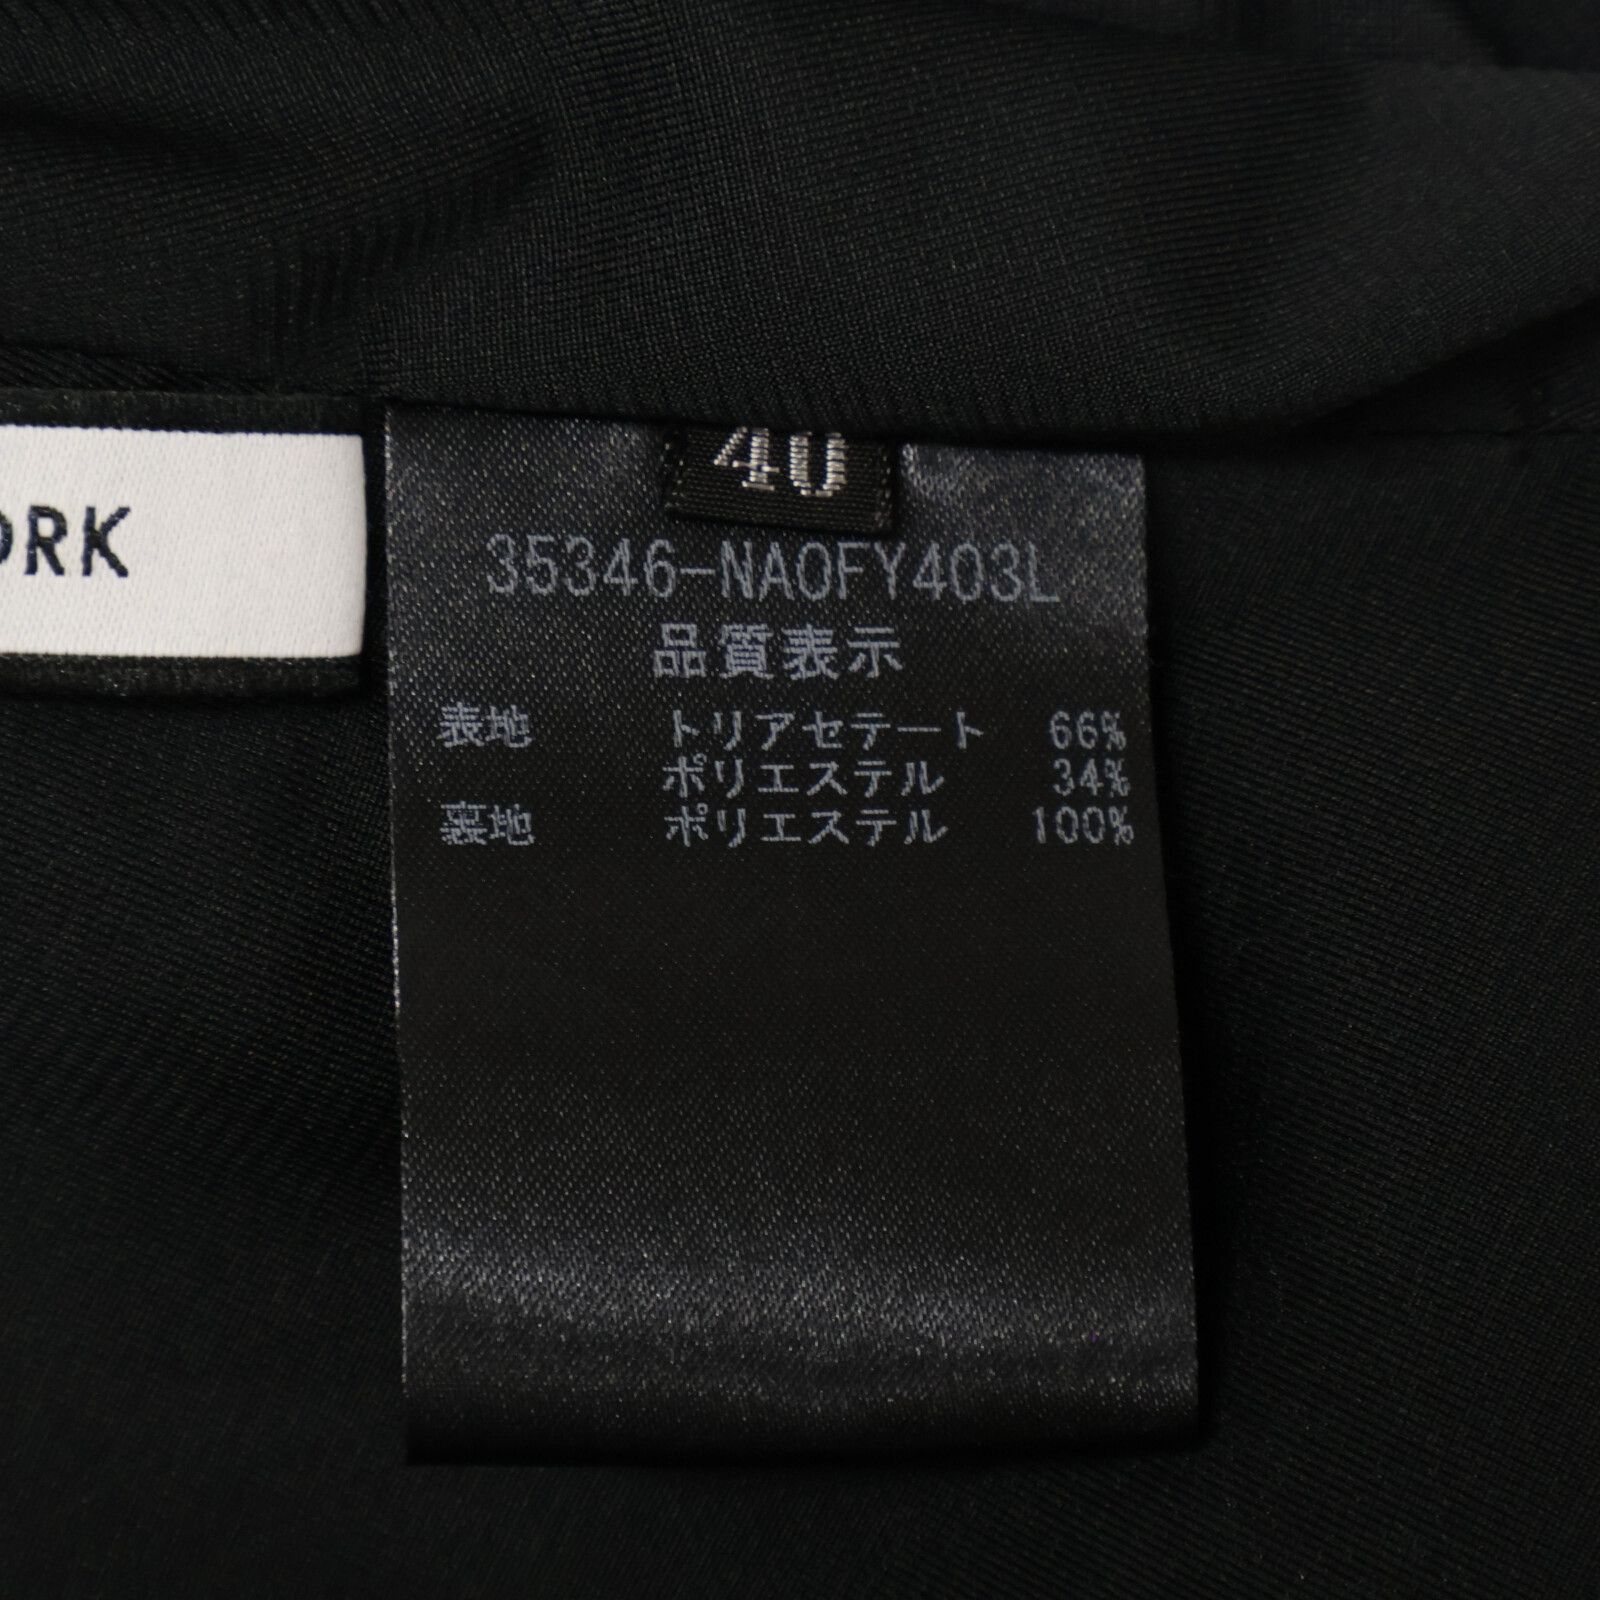 ORK
40
35346-NA0FY403L
品質表示
表地 トリアセテート 66%
ポリエステル 34%
裏地 ポリエステル 100%